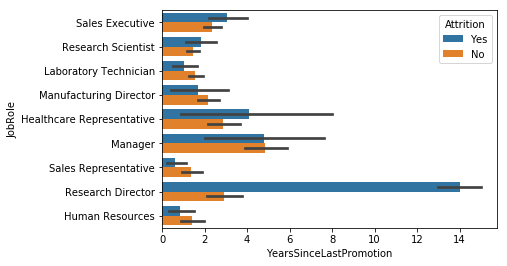 Sales Executive
Research Scientist
Laboratory Technician
Manufacturing Director
Healthcare Representative
Manager
Sales Representative
Research Director
Human Resources
JobRole
Attrition
Yes
No
0 2 4 6 8 10 12 14
YearsSinceLastPromotion